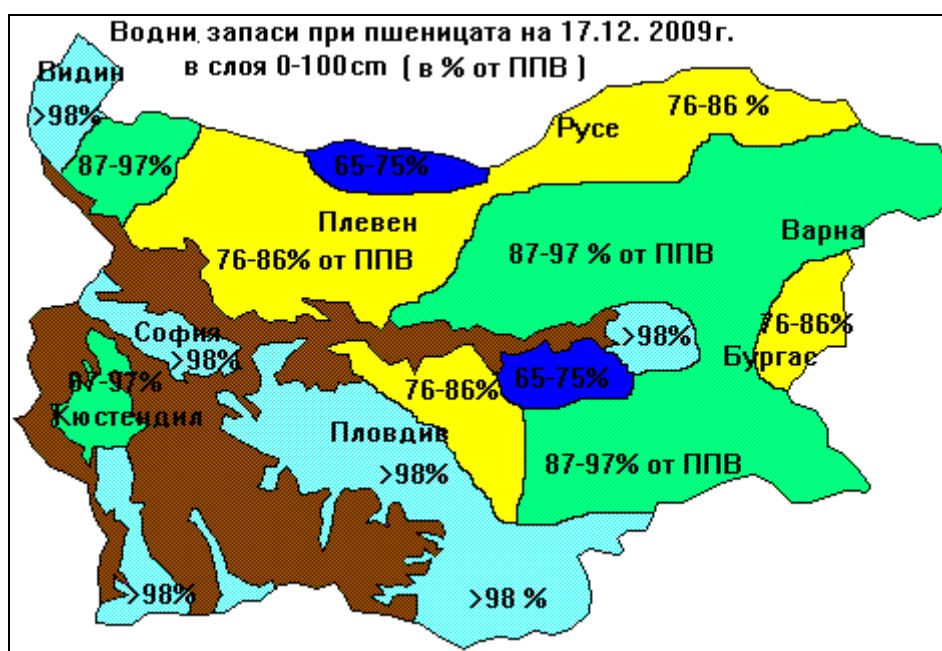 Водни запаси при пшеницата на 17.12. 2009г.
в слоя 0-100cm ( в % от ППВ )
Видин
>98%
76-86 %
Русе
87-97%
65-75%
Плевен
Варна
76-86% от ППВ
87-97 % от ППВ
София
>98%
>98%
76-86%
Бургас
87-97%
76-86%
65-75%
Кюстендил
Пловдив
>98%
87-97% от ППВ
>98%
>98 %